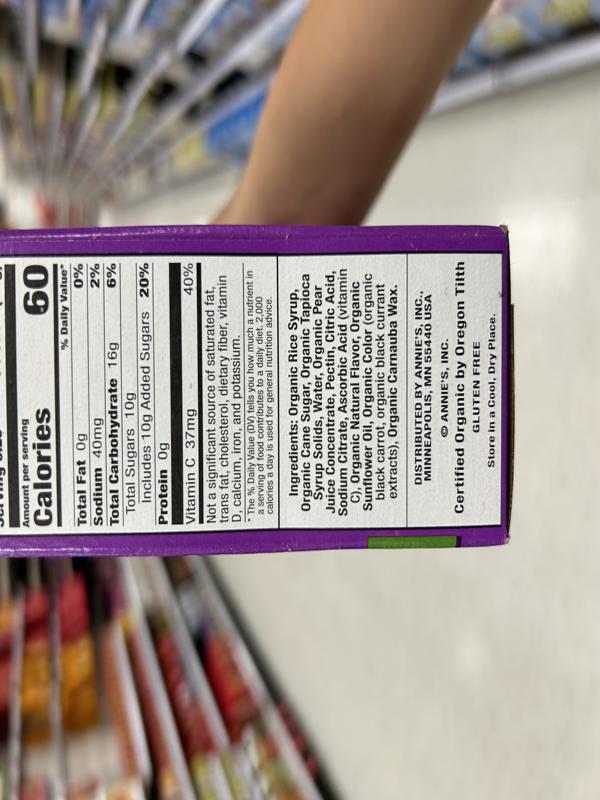 Amount per serving
Calories 60
% Daily Value*
Total Fat 0g 0%
Sodium 40mg 2%
Total Carbohydrate 16g 6%
Total Sugars 10g
Includes 10g Added Sugars 20%
Protein 0g
Vitamin C 37mg 40%
Not a significant source of saturated fat,
trans fat, cholesterol, dietary fiber, vitamin
D, calcium, iron, and potassium.
* The % Daily Value (DV) tells you how much a nutrient in
a serving of food contributes to a daily diet. 2,000
calories a day is used for general nutrition advice.
Ingredients: Organic Rice Syrup,
Organic Cane Sugar, Organic Tapioca
Syrup Solids, Water, Organic Pear
Juice Concentrate, Pectin, Citric Acid,
Sodium Citrate, Ascorbic Acid (vitamin
C), Organic Natural Flavor, Organic
Sunflower Oil, Organic Color (organic
black carrot, organic black currant
extracts), Organic Carnauba Wax.
DISTRIBUTED BY ANNIE'S, INC.,
MINNEAPOLIS, MN 55440 USA
© ANNIE'S, INC.
Certified Organic by Oregon Tilth
GLUTEN FREE
Store in a Cool, Dry Place.